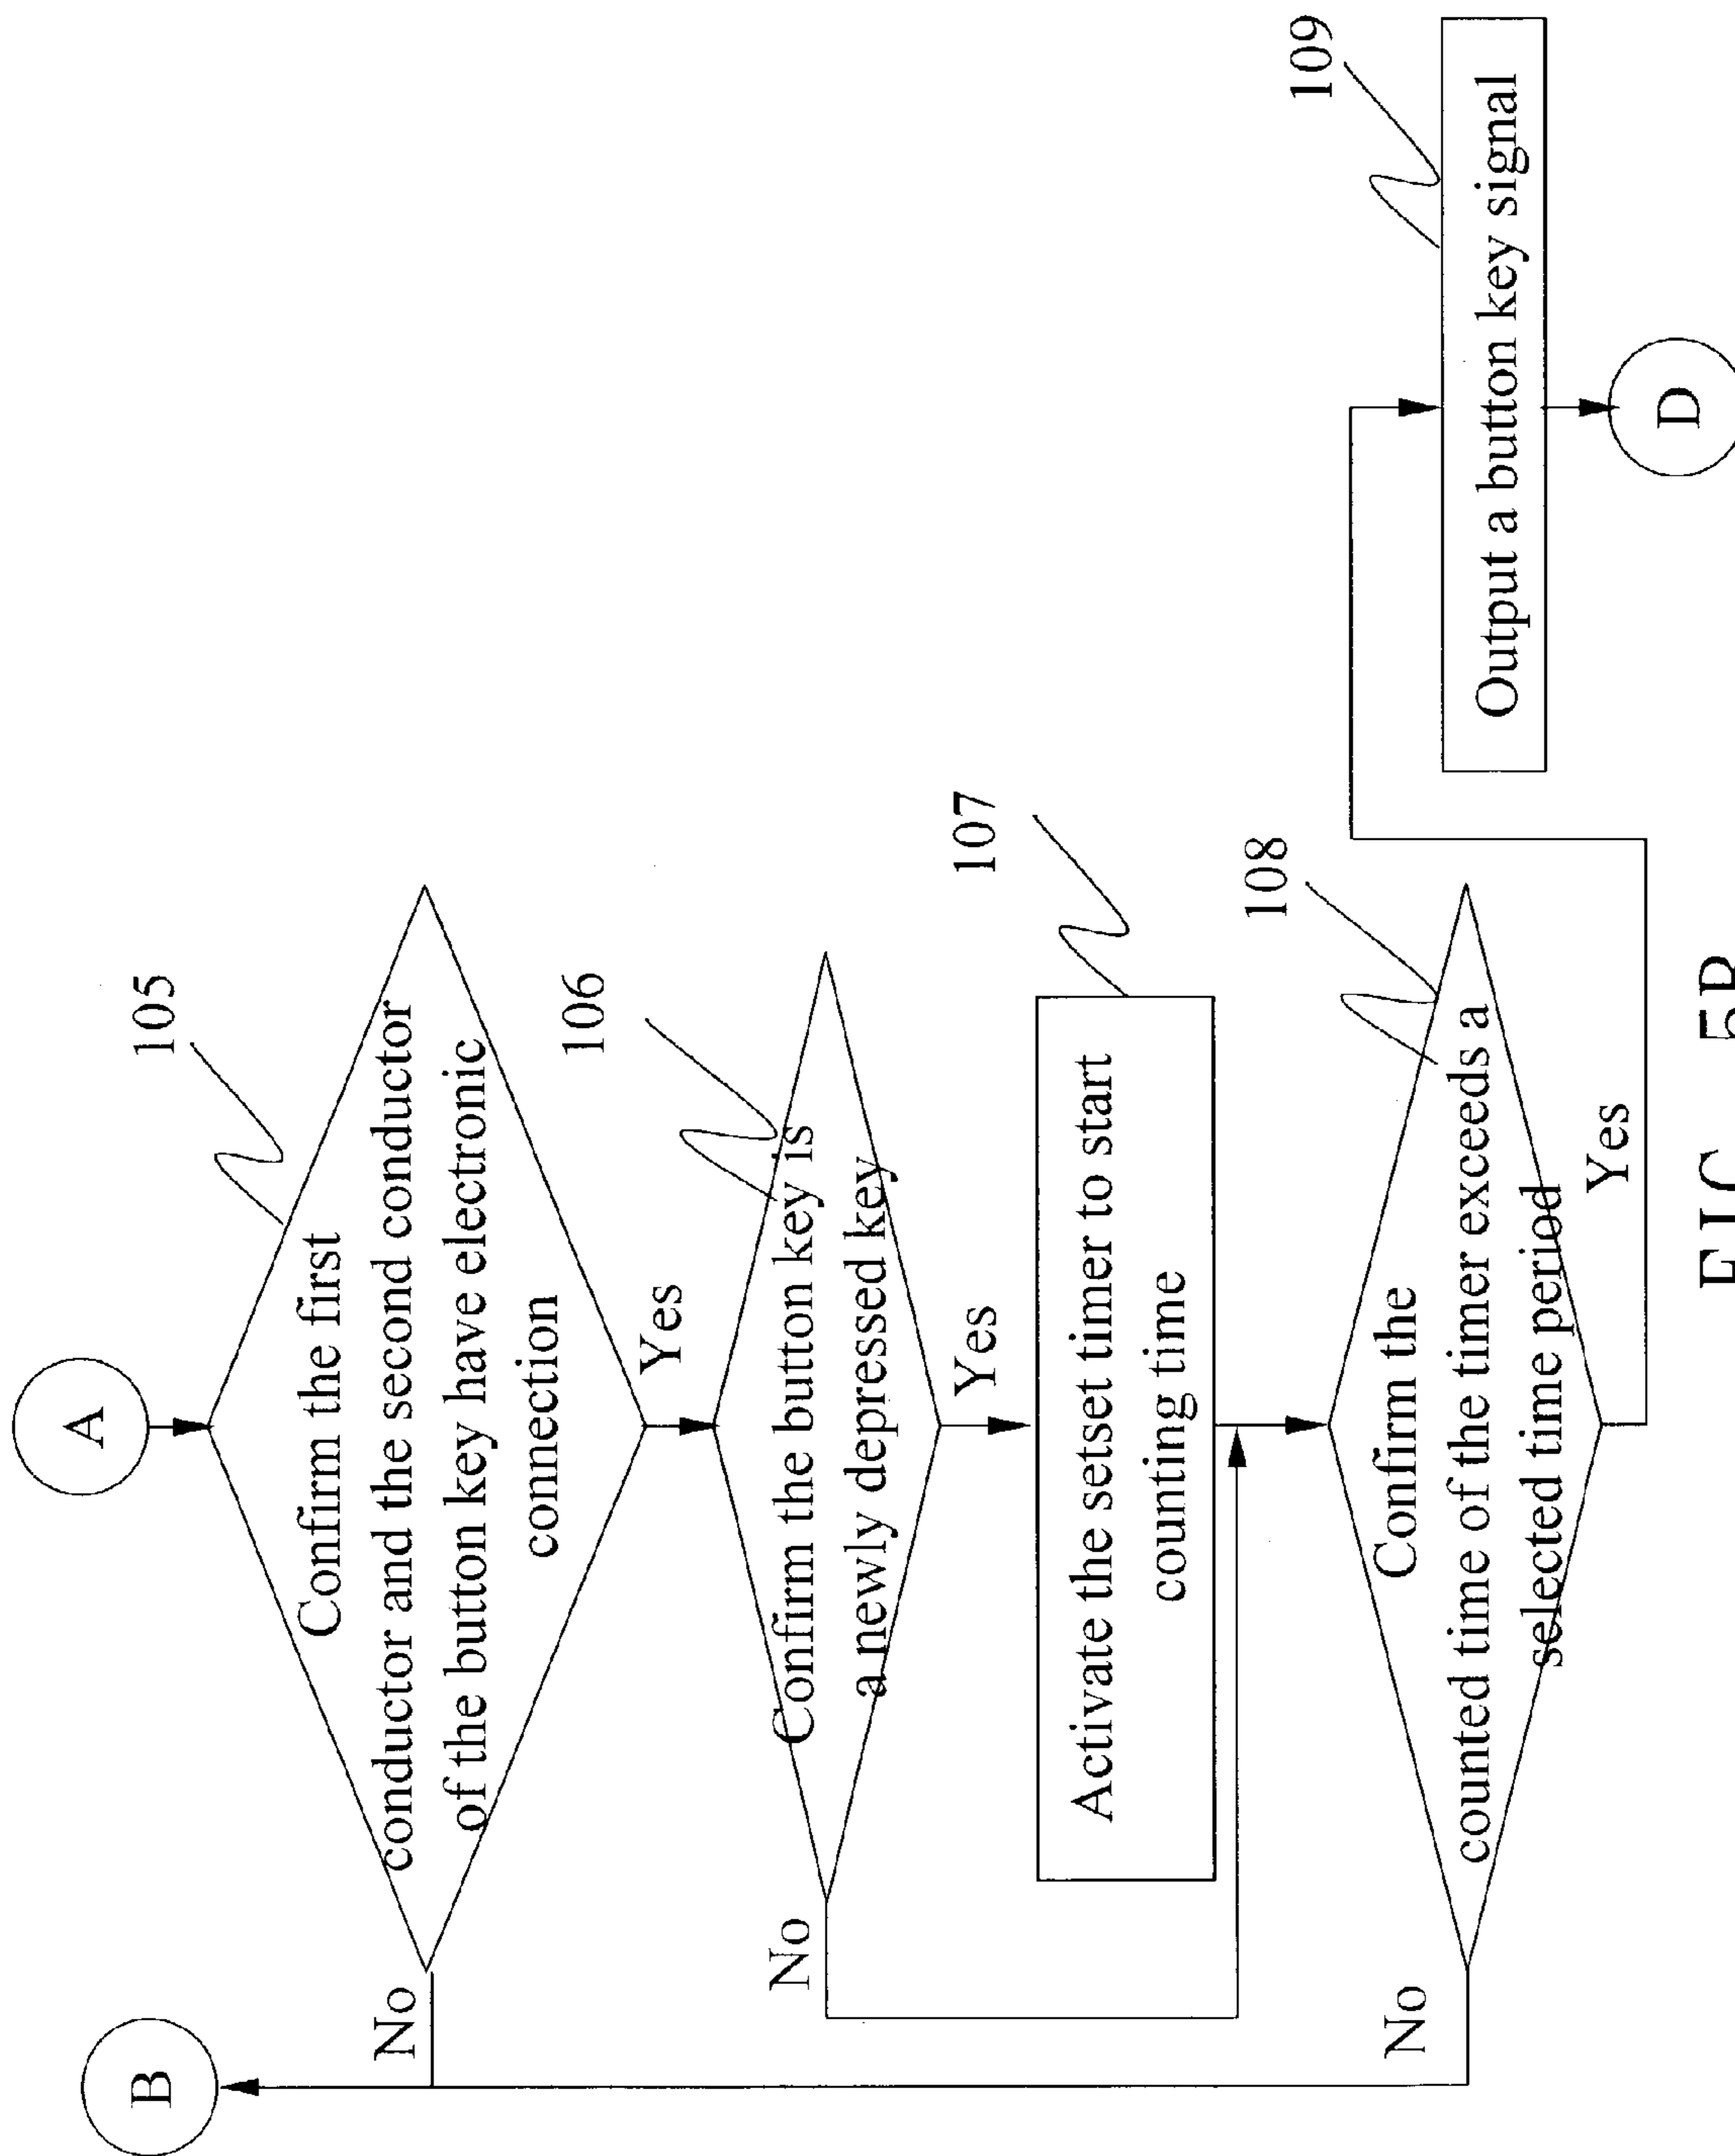 A
B
105
Confirm the first
conductor and the second conductor
of the button key have electronic
connection
No
Yes
106
Confirm the button key is
a newly depressed key
No
Yes
107
Activate the setset timer to start
counting time
108
Confirm the
counted time of the timer exceeds a
selected time period
No
Yes
109
Output a button key signal
D
FIG. 5B